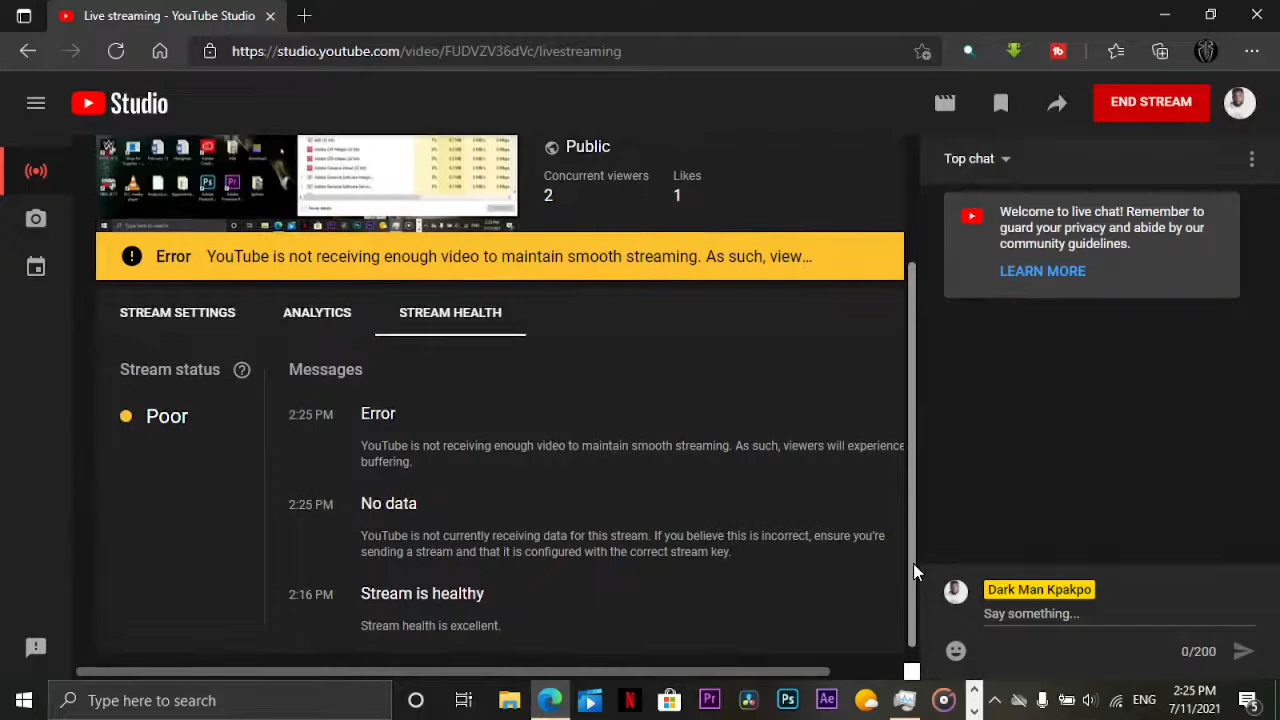 Live streaming - YouTube Studio
https://studio.youtube.com/video/FUDVZV36dVc/livestreaming
Studio
END STREAM
Public
Concurrent viewers
Likes
2
1
Top chat
Welcome to live chat! Remember to
guard your privacy and abide by our
community guidelines.
LEARN MORE
Error YouTube is not receiving enough video to maintain smooth streaming. As such, view...
STREAM SETTINGS
ANALYTICS
STREAM HEALTH
Stream status
Poor
Messages
2:25 PM Error
YouTube is not receiving enough video to maintain smooth streaming. As such, viewers will experience
buffering.
2:25 PM No data
YouTube is not currently receiving data for this stream. If you believe this is incorrect, ensure you're
sending a stream and that it is configured with the correct stream key.
2:16 PM Stream is healthy
Stream health is excellent.
Dark Man Kpakpo
Say something...
0/200
Type here to search
Pr
Ps
Ae
ENG
2:25 PM
7/11/2021
5